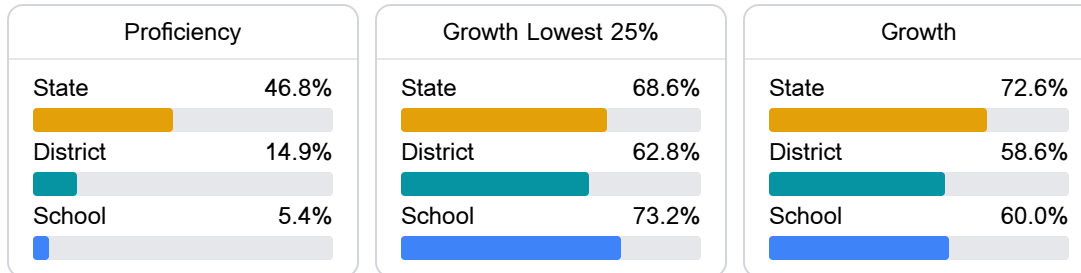 Proficiency
State 46.8%
District 14.9%
School 5.4%
Growth Lowest 25%
State 68.6%
District 62.8%
School 73.2%
Growth
State 72.6%
District 58.6%
School 60.0%